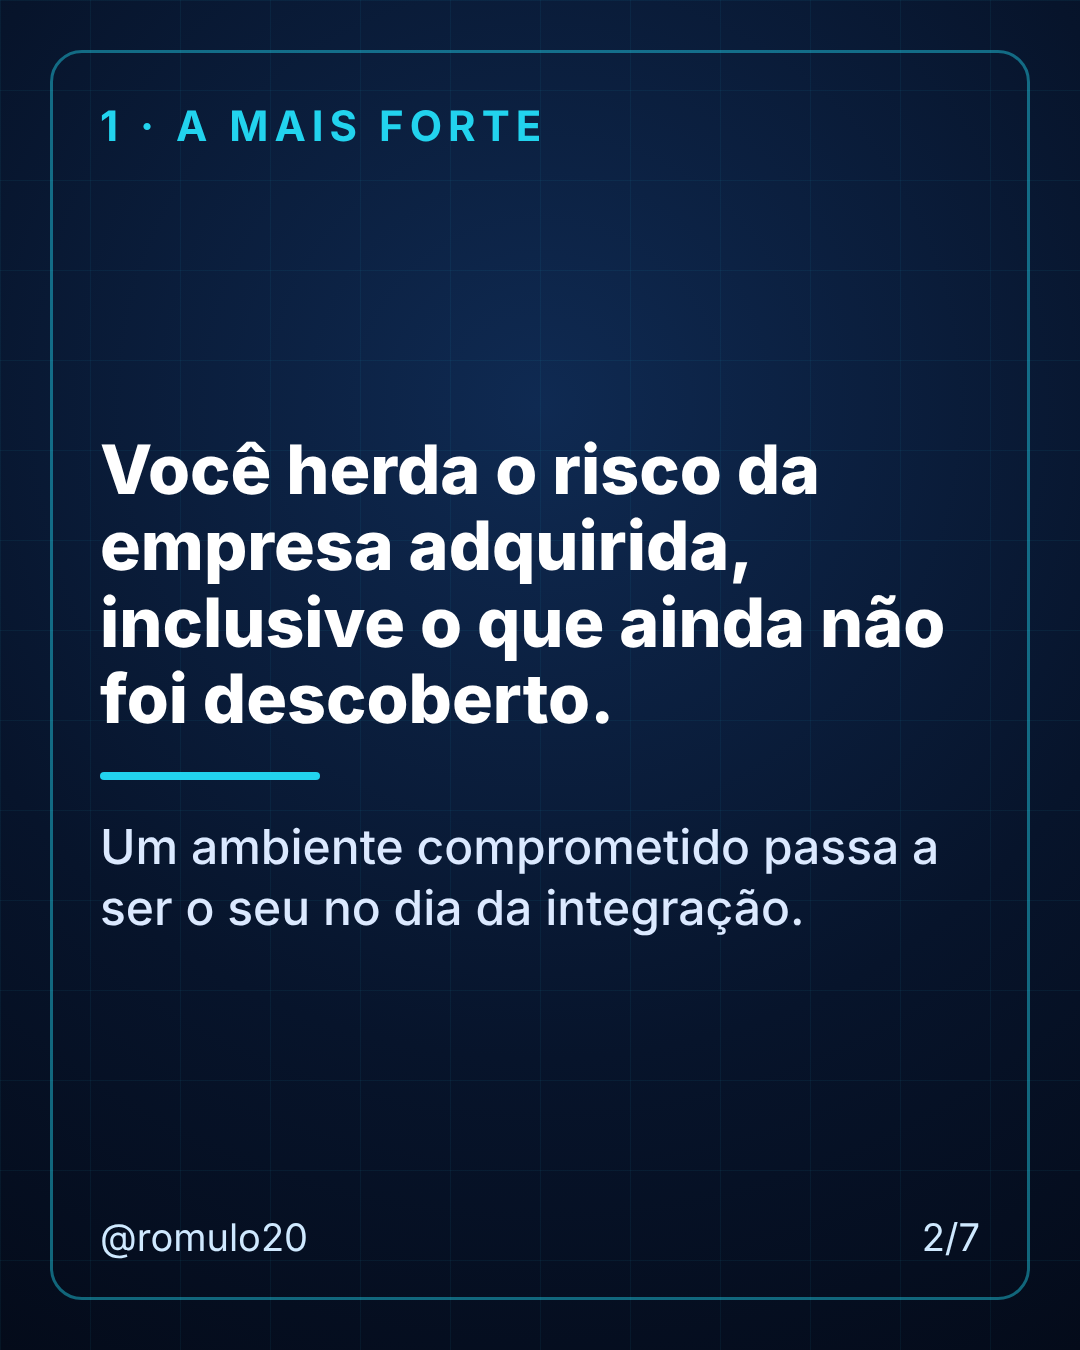 1 · A MAIS FORTE
Você herda o risco da
empresa adquirida,
inclusive o que ainda não
foi descoberto.
Um ambiente comprometido passa a
ser o seu no dia da integração.
@romulo20
2/7